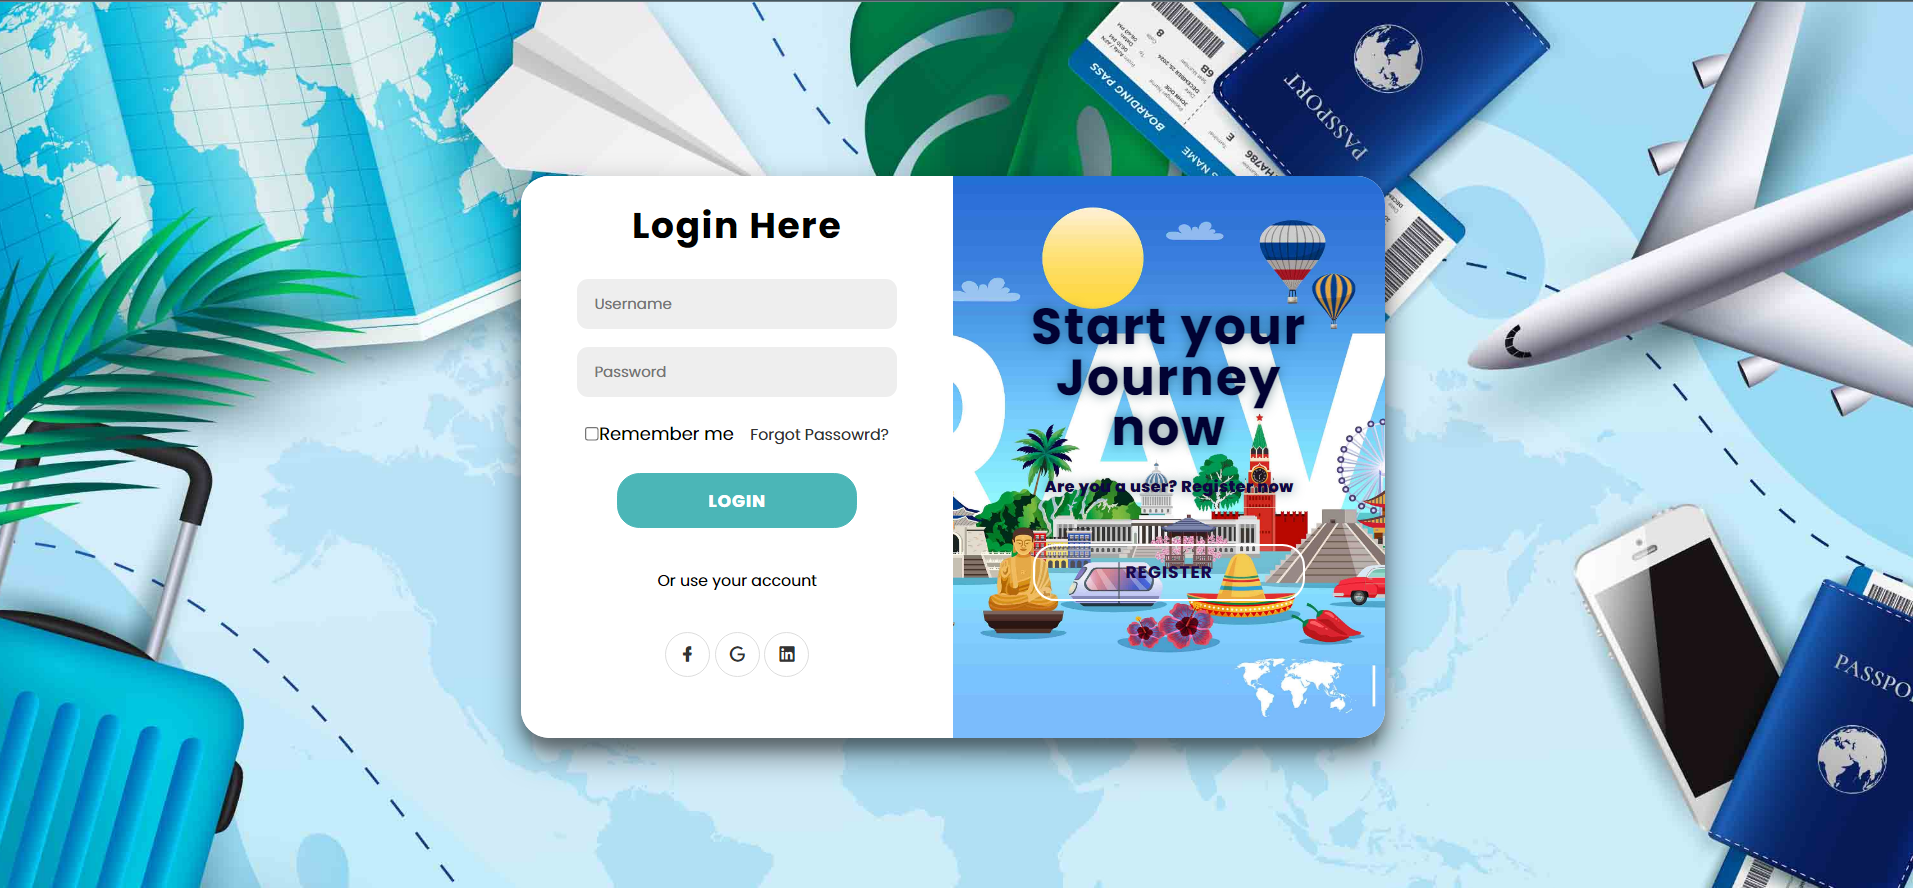 Login Here
Username
Password
Remember me Forgot Passowrd?
LOGIN
Or use your account
Start your
Journey
now
Are you a user? Register now
REGISTER
RAV
BOARDING PASS
PASSPORT
PASSPO